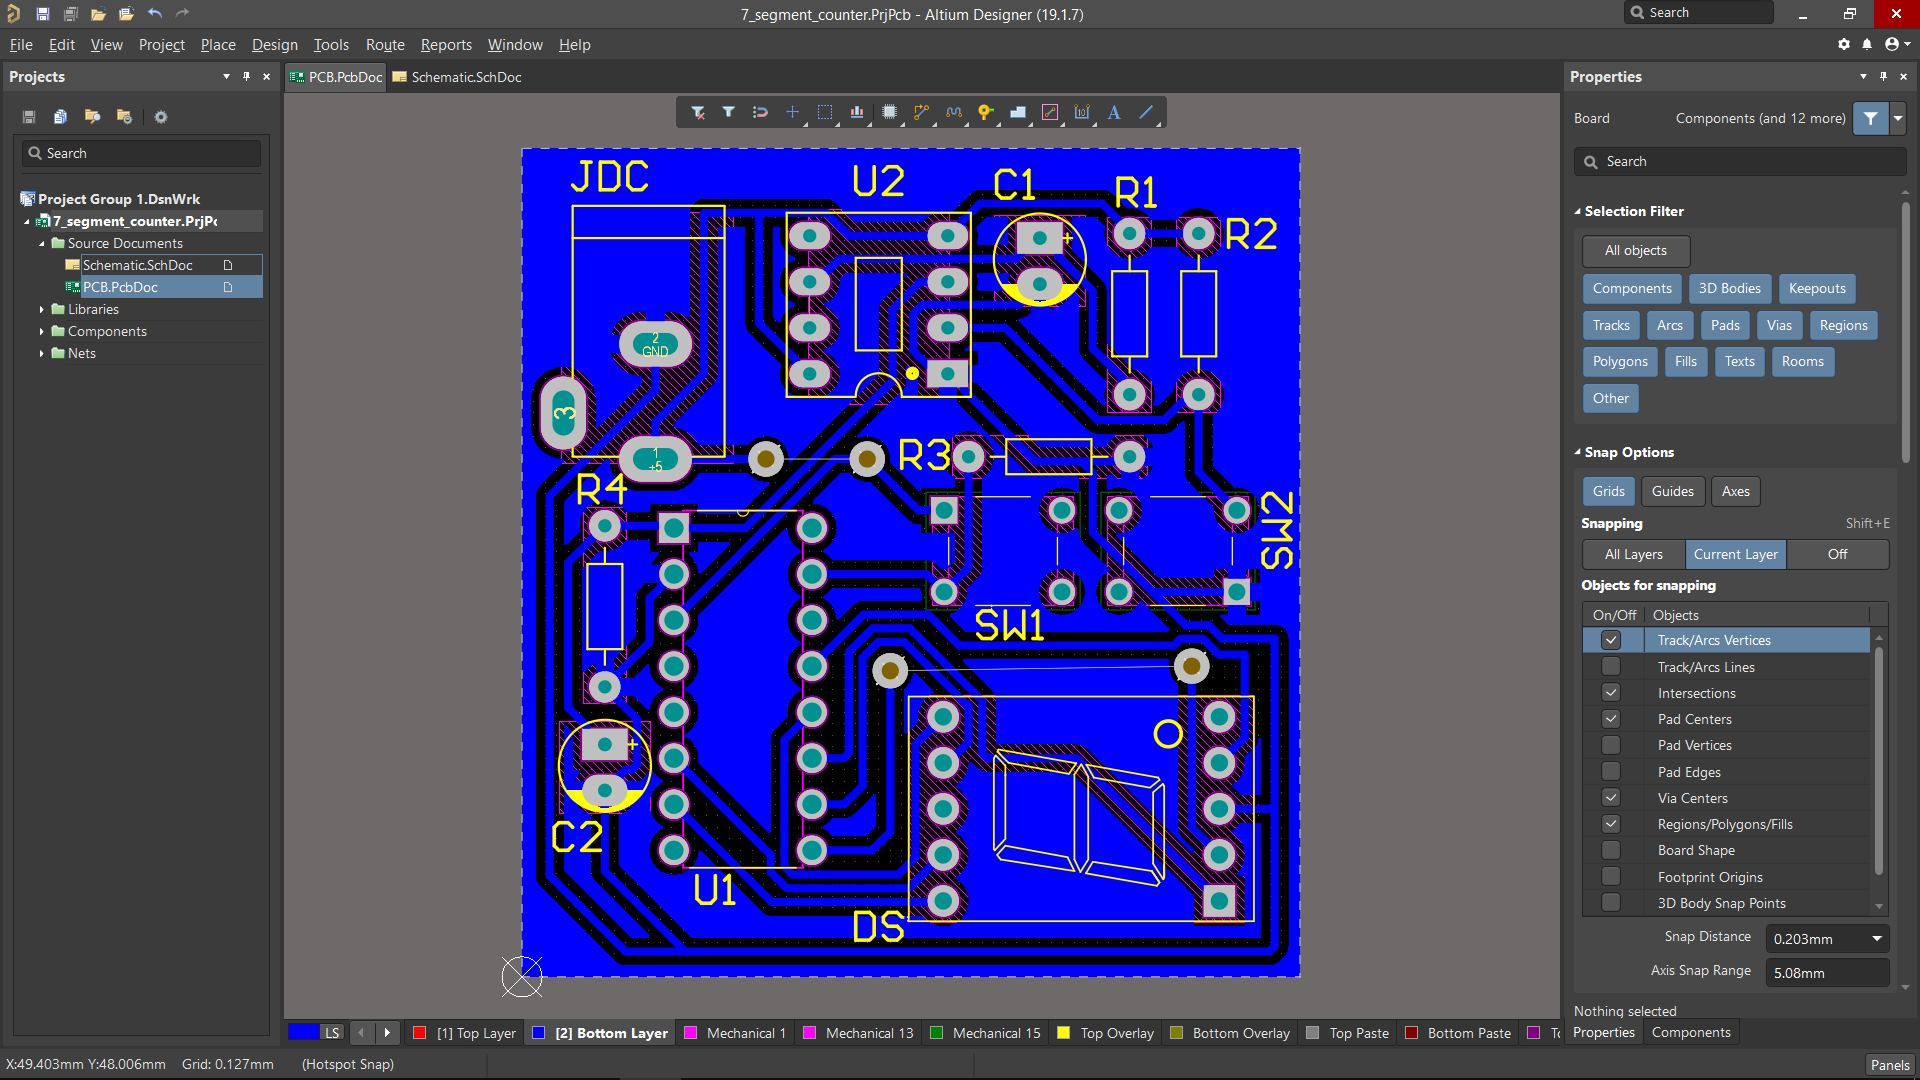 7_segment_counter.PrjPcb - Altium Designer (19.1.7)
Search
File Edit View Project Place Design Tools Route Reports Window Help
Projects
PCB.PcbDoc
Schematic.SchDoc
Properties
Board
Components (and 12 more)
Search
Search
Project Group 1.DsnWrk
7_segment_counter.PrjPc
Source Documents
Schematic.SchDoc
PCB.PcbDoc
Libraries
Components
Nets
JDC
U2
C1
R1
R2
2
GND
3
1
+5
R3
R4
SW2
SW1
C2
U1
DS
Selection Filter
All objects
Components 3D Bodies Keepouts
Tracks Arcs Pads Vias Regions
Polygons Fills Texts Rooms
Other
Snap Options
Grids Guides Axes
Snapping Shift+E
All Layers Current Layer Off
Objects for snapping
On/Off Objects
Track/Arcs Vertices
Track/Arcs Lines
Intersections
Pad Centers
Pad Vertices
Pad Edges
Via Centers
Regions/Polygons/Fills
Board Shape
Footprint Origins
3D Body Snap Points
Snap Distance 0.203mm
Axis Snap Range 5.08mm
Nothing selected
Properties Components
LS [1] Top Layer [2] Bottom Layer Mechanical 1 Mechanical 13 Mechanical 15 Top Overlay Bottom Overlay Top Paste Bottom Paste To
X:49.403mm Y:48.006mm Grid: 0.127mm (Hotspot Snap)
Panels